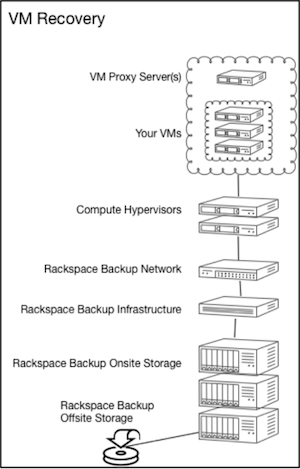 VM Recovery
VM Proxy Server(s)
Your VMs
Compute Hypervisors
Rackspace Backup Network
Rackspace Backup Infrastructure
Rackspace Backup Onsite Storage
Rackspace Backup
Offsite Storage